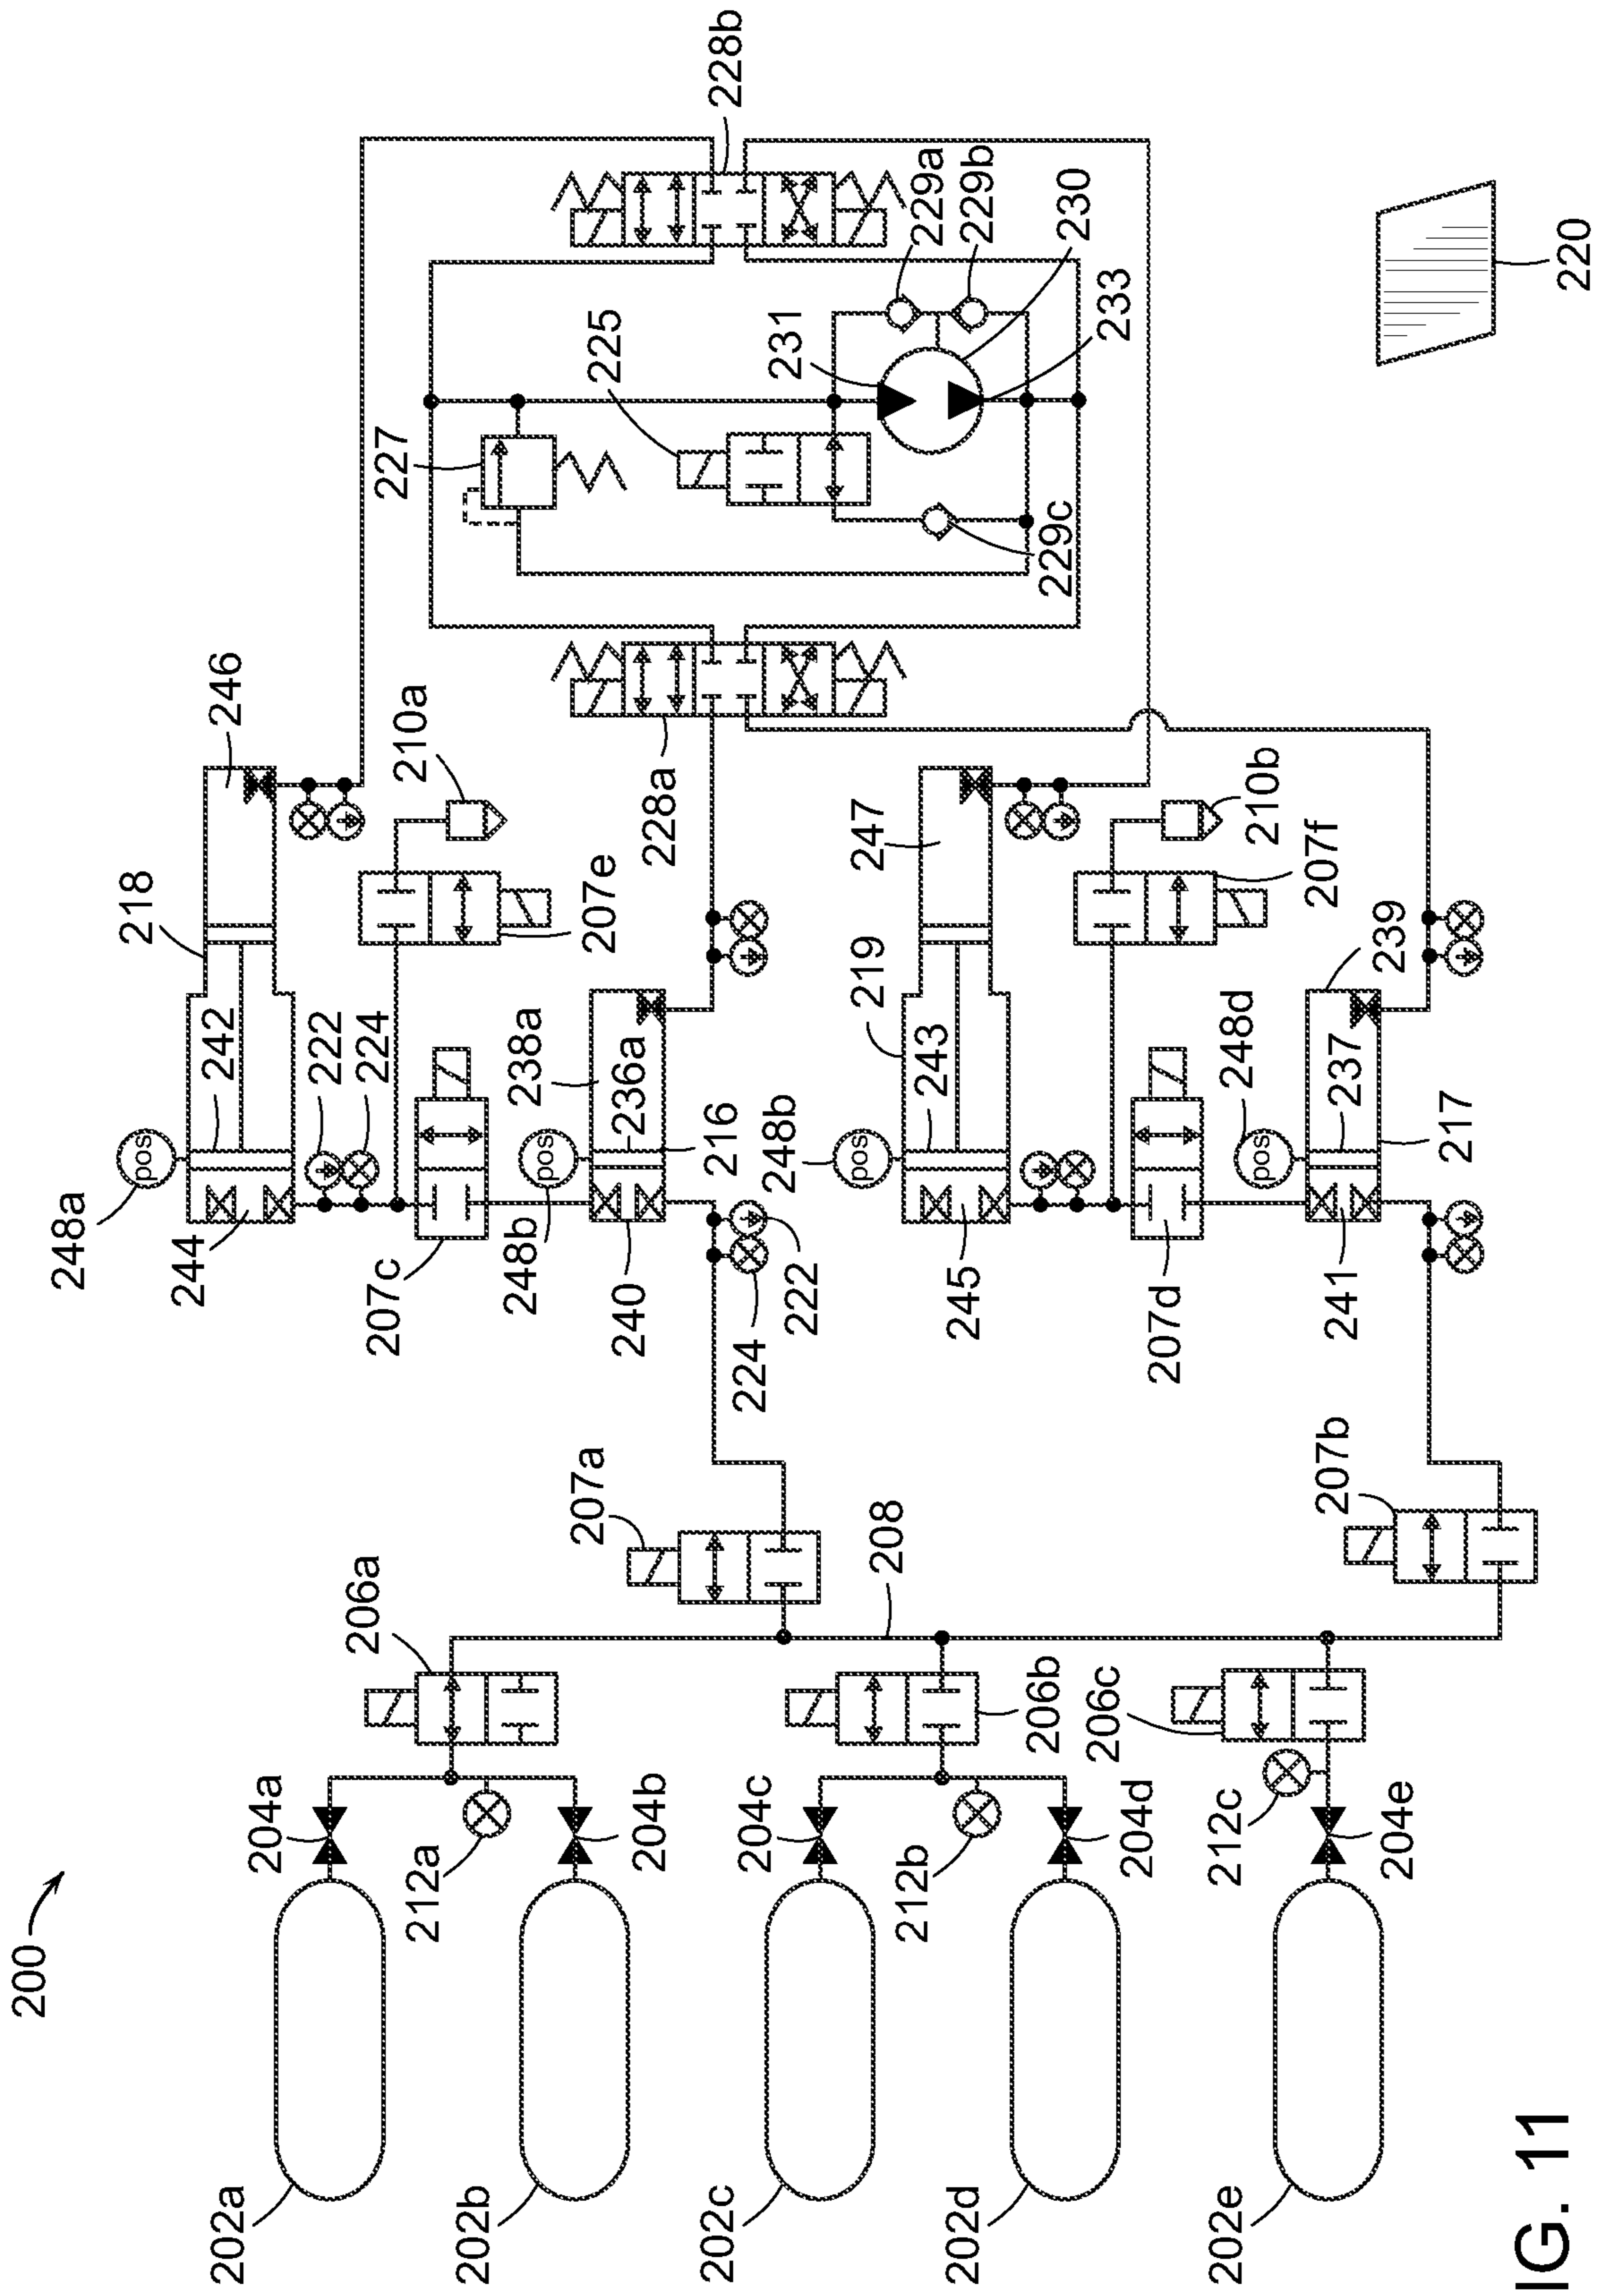 200
248a
pos
218
244
202a
242
246
204a
222
206a
224
207c
227
210a
212a
202b
248b
238a
pos
207a
207e
225
240
236a
204b
228a
202c
216
228b
224
204c
248b
231
222
pos
219
208
247
212b
243
229a
202d
245
229b
206b
229c
230
206c
233
204d
207d
212c
202e
248d
pos
210b
207f
207b
241
237
204e
239
217
IG. 11
220